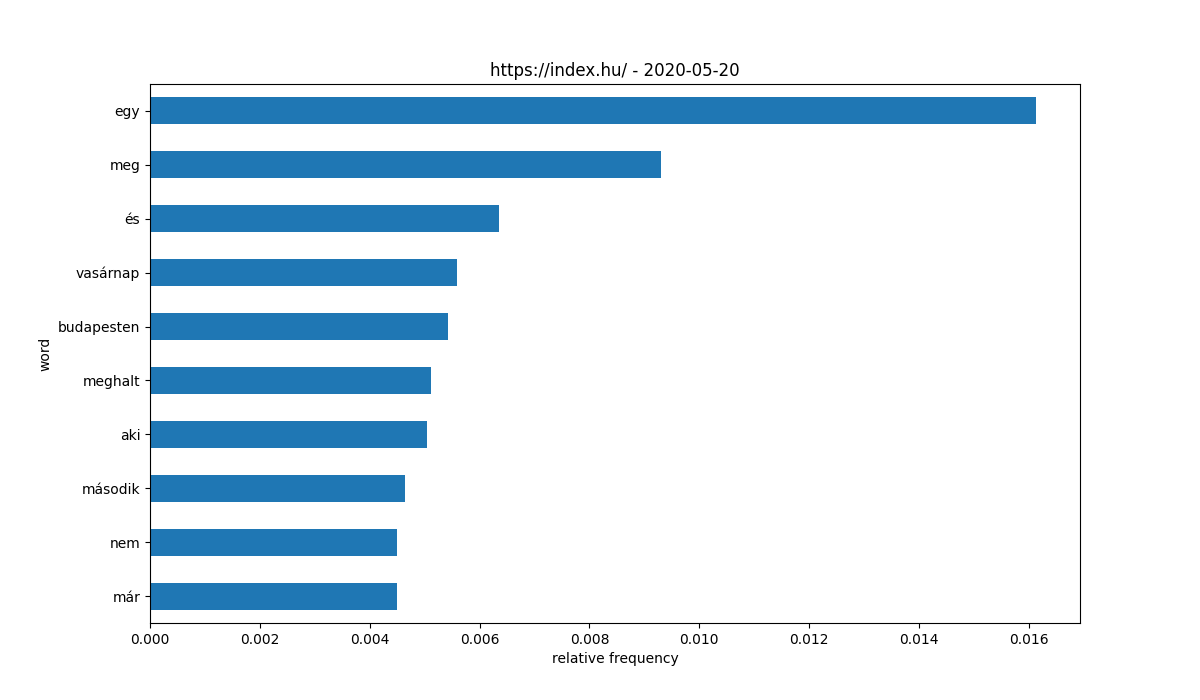 https://index.hu/ - 2020-05-20
egy
meg
és
vasárnap
budapesten
meghalt
aki
második
nem
már
word
0.000 0.002 0.004 0.006 0.008 0.010 0.012 0.014 0.016
relative frequency